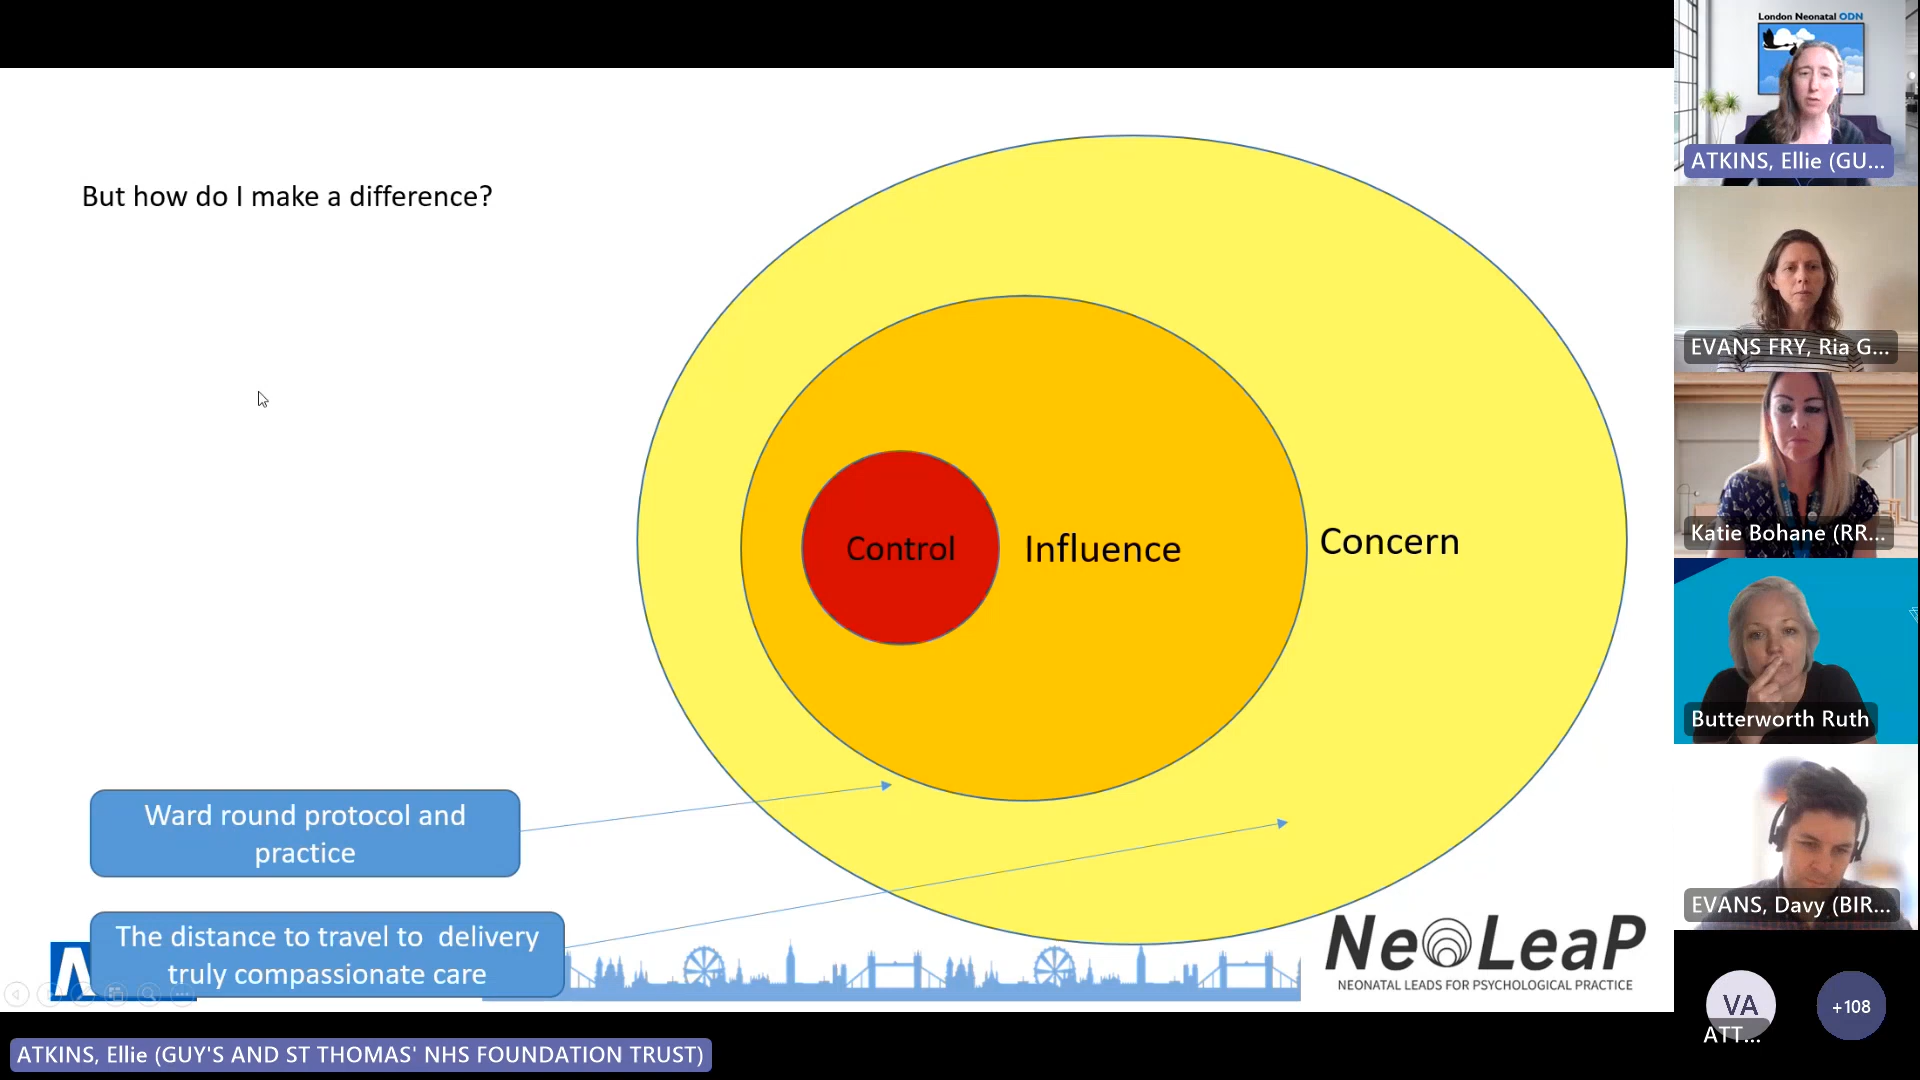 But how do I make a difference?
Control
Influence
Concern
Ward round protocol and
practice
The distance to travel to  delivery
truly compassionate care
NeoLeaP
NEONATAL LEADS FOR PSYCHOLOGICAL PRACTICE
ATKINS, Ellie (GUY'S AND ST THOMAS' NHS FOUNDATION TRUST)
London Neonatal ODN
ATKINS, Ellie (GU...
EVANS FRY, Ria G...
Katie Bohane (RR...
Butterworth Ruth
EVANS, Davy (BIR...
VA
ATT...
+108